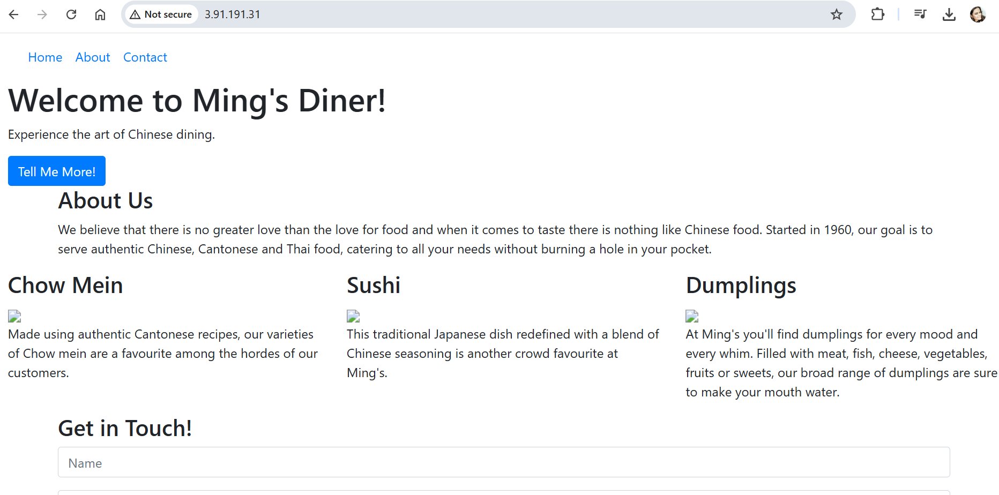 Not secure 3.91.191.31
Home About Contact
Welcome to Ming's Diner!
Experience the art of Chinese dining.
Tell Me More!
About Us
We believe that there is no greater love than the love for food and when it comes to taste there is nothing like Chinese food. Started in 1960, our goal is to
serve authentic Chinese, Cantonese and Thai food, catering to all your needs without burning a hole in your pocket.
Chow Mein
Made using authentic Cantonese recipes, our varieties
of Chow mein are a favourite among the hordes of our
customers.
Sushi
This traditional Japanese dish redefined with a blend of
Chinese seasoning is another crowd favourite at
Ming's.
Dumplings
At Ming's you'll find dumplings for every mood and
every whim. Filled with meat, fish, cheese, vegetables,
fruits or sweets, our broad range of dumplings are sure
to make your mouth water.
Get in Touch!
Name